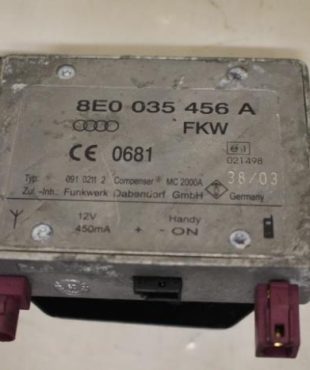 8E0 035 456 A
FKW
CE 0681
e1
021498
38/03
Typ: 091 0211 2 Compenser MC 2000A
Zul.-Inh.: Funkwerk Dabendorf GmbH Germany
12V Handy
450mA + - ON